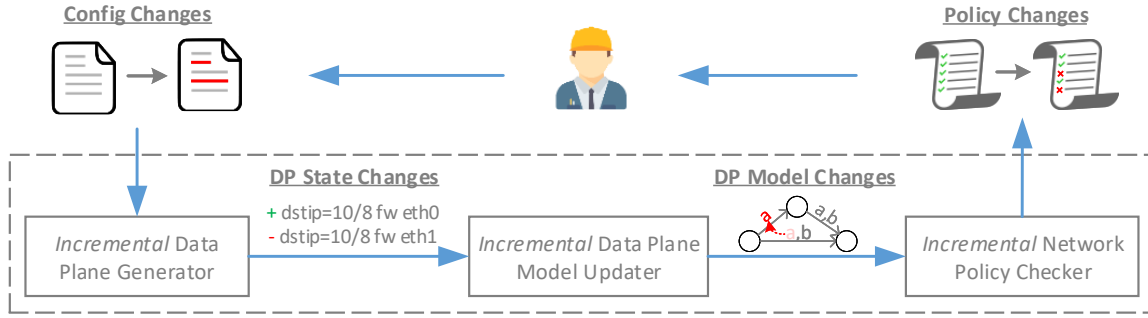 Config Changes
Policy Changes
DP State Changes
+ dstip=10/8 fw eth0
- dstip=10/8 fw eth1
DP Model Changes
a
a,b
a,b
Incremental Data
Plane Generator
Incremental Data Plane
Model Updater
Incremental Network
Policy Checker